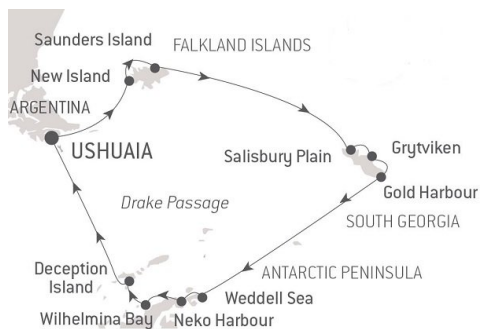 Saunders Island
FALKLAND ISLANDS
New Island
ARGENTINA
USHUAIA
Salisbury Plain
Grytviken
Gold Harbour
SOUTH GEORGIA
Drake Passage
ANTARCTIC PENINSULA
Deception
Island
Weddell Sea
Wilhelmina Bay
Neko Harbour